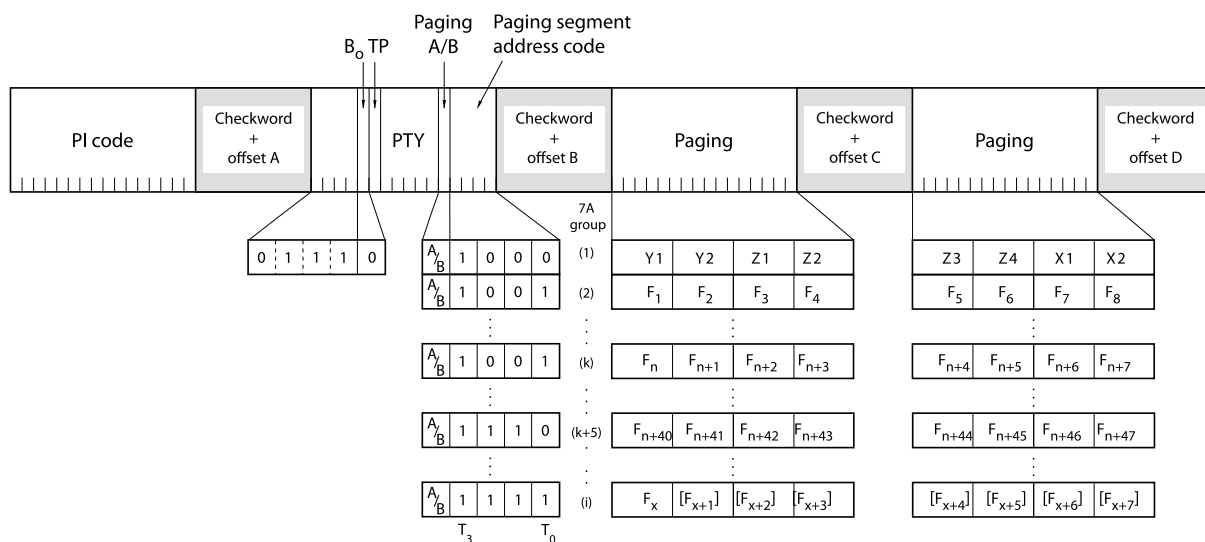 Paging
A/B
Paging segment
address code
B₀ TP
PI code
Checkword
+
offset A
PTY
Checkword
+
offset B
Paging
Checkword
+
offset C
Paging
Checkword
+
offset D
7A
group
0 1 1 1 0
A/B 1 0 0 0 (1) Y1 Y2 Z1 Z2 Z3 Z4 X1 X2
A/B 1 0 0 1 (2) F₁ F₂ F₃ F₄ F₅ F₆ F₇ F₈
A/B 1 0 0 1 (k) Fₙ Fₙ₊₁ Fₙ₊₂ Fₙ₊₃ Fₙ₊₄ Fₙ₊₅ Fₙ₊₆ Fₙ₊₇
A/B 1 1 1 0 (k+5) Fₙ₊₄₀ Fₙ₊₄₁ Fₙ₊₄₂ Fₙ₊₄₃ Fₙ₊₄₄ Fₙ₊₄₅ Fₙ₊₄₆ Fₙ₊₄₇
A/B 1 1 1 1 (i) Fₓ [Fₓ₊₁] [Fₓ₊₂] [Fₓ₊₃] [Fₓ₊₄] [Fₓ₊₅] [Fₓ₊₆] [Fₓ₊₇]
T₃ T₀